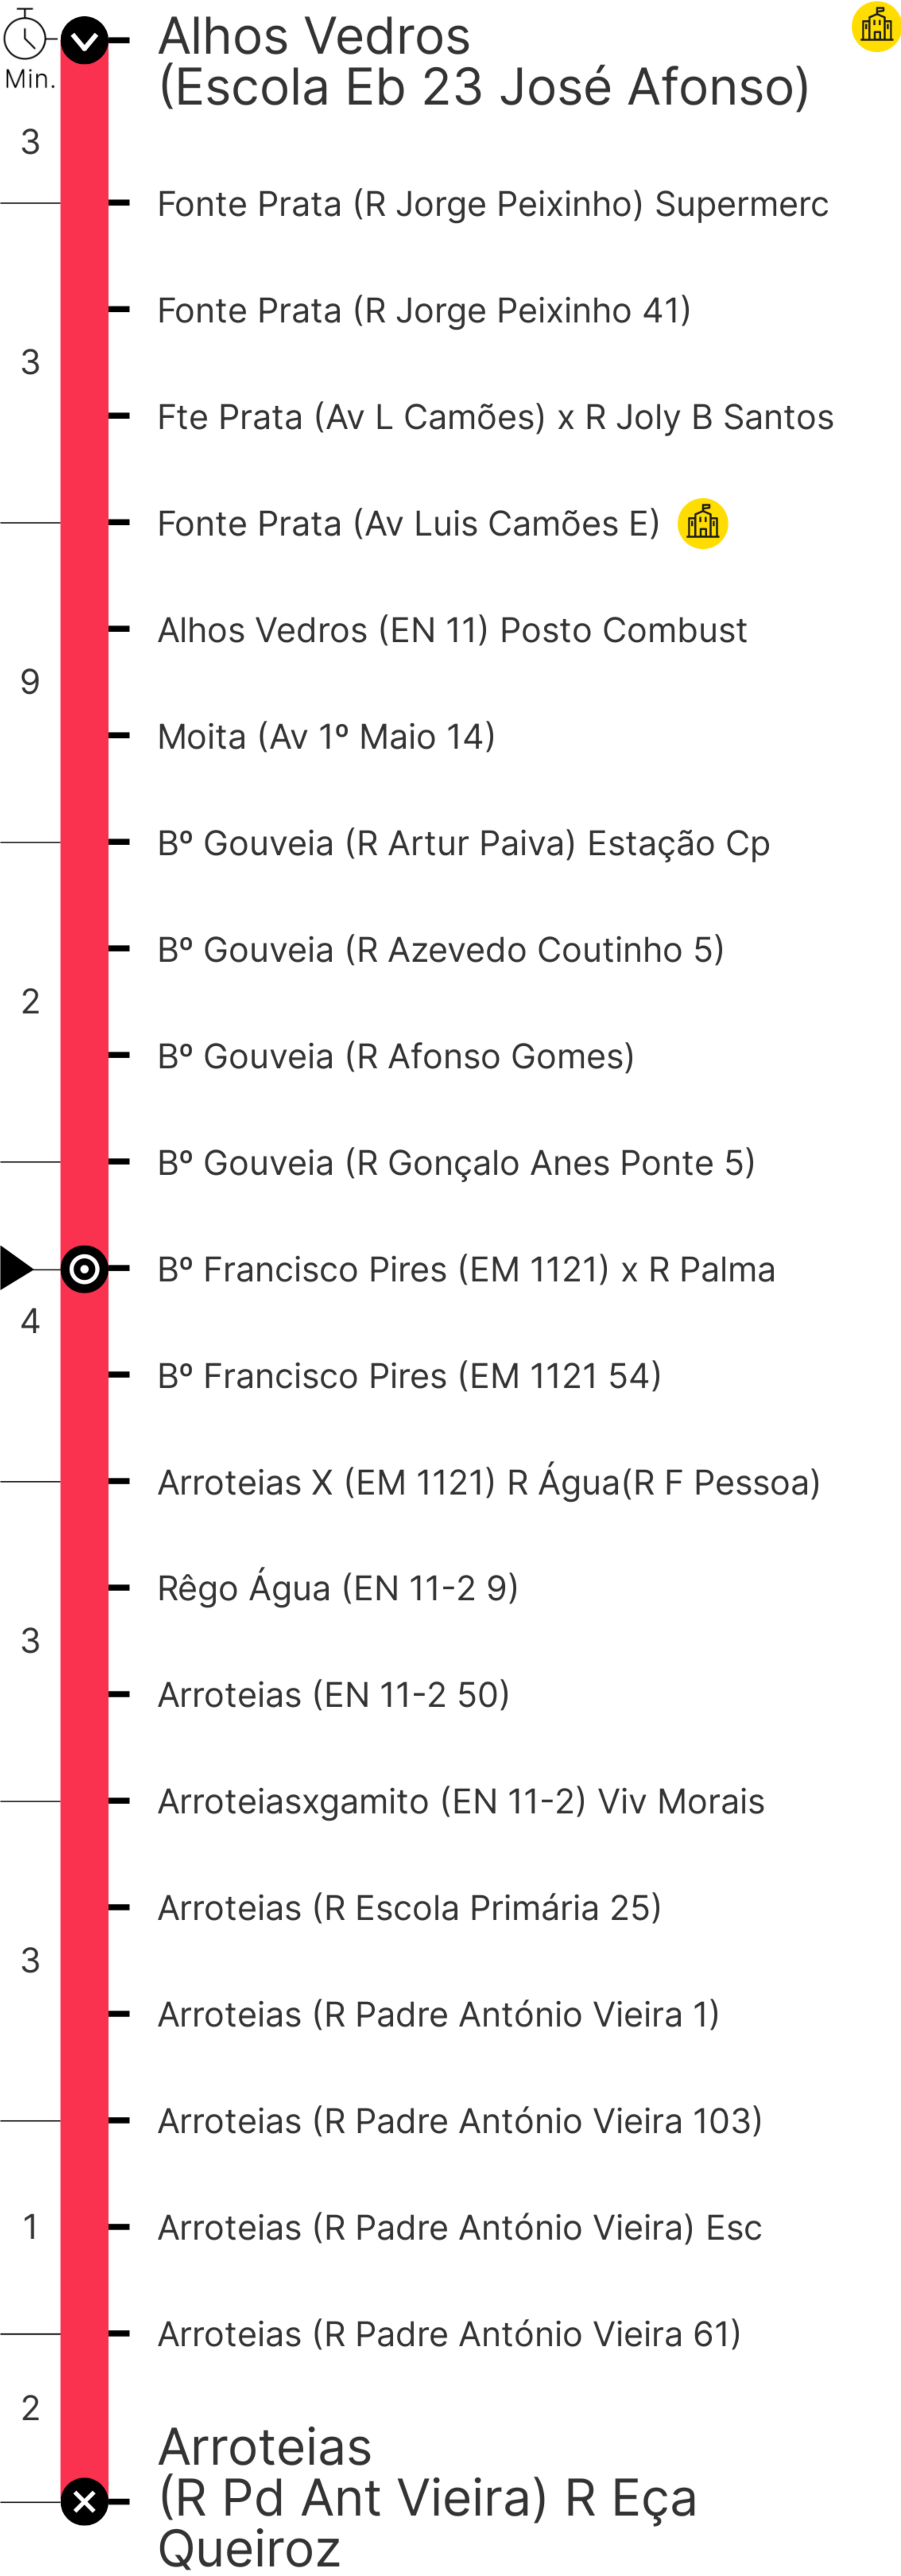 Alhos Vedros
(Escola Eb 23 José Afonso)
Min.
3
Fonte Prata (R Jorge Peixinho) Supermerc
Fonte Prata (R Jorge Peixinho 41)
3
Fte Prata (Av L Camões) x R Joly B Santos
Fonte Prata (Av Luis Camões E)
Alhos Vedros (EN 11) Posto Combust
9
Moita (Av 1º Maio 14)
Bº Gouveia (R Artur Paiva) Estação Cp
Bº Gouveia (R Azevedo Coutinho 5)
2
Bº Gouveia (R Afonso Gomes)
Bº Gouveia (R Gonçalo Anes Ponte 5)
Bº Francisco Pires (EM 1121) x R Palma
4
Bº Francisco Pires (EM 1121 54)
Arroteias X (EM 1121) R Água(R F Pessoa)
Rêgo Água (EN 11-2 9)
3
Arroteias (EN 11-2 50)
Arroteiasxgamito (EN 11-2) Viv Morais
Arroteias (R Escola Primária 25)
3
Arroteias (R Padre António Vieira 1)
Arroteias (R Padre António Vieira 103)
1
Arroteias (R Padre António Vieira) Esc
Arroteias (R Padre António Vieira 61)
2
Arroteias
(R Pd Ant Vieira) R Eça
Queiroz